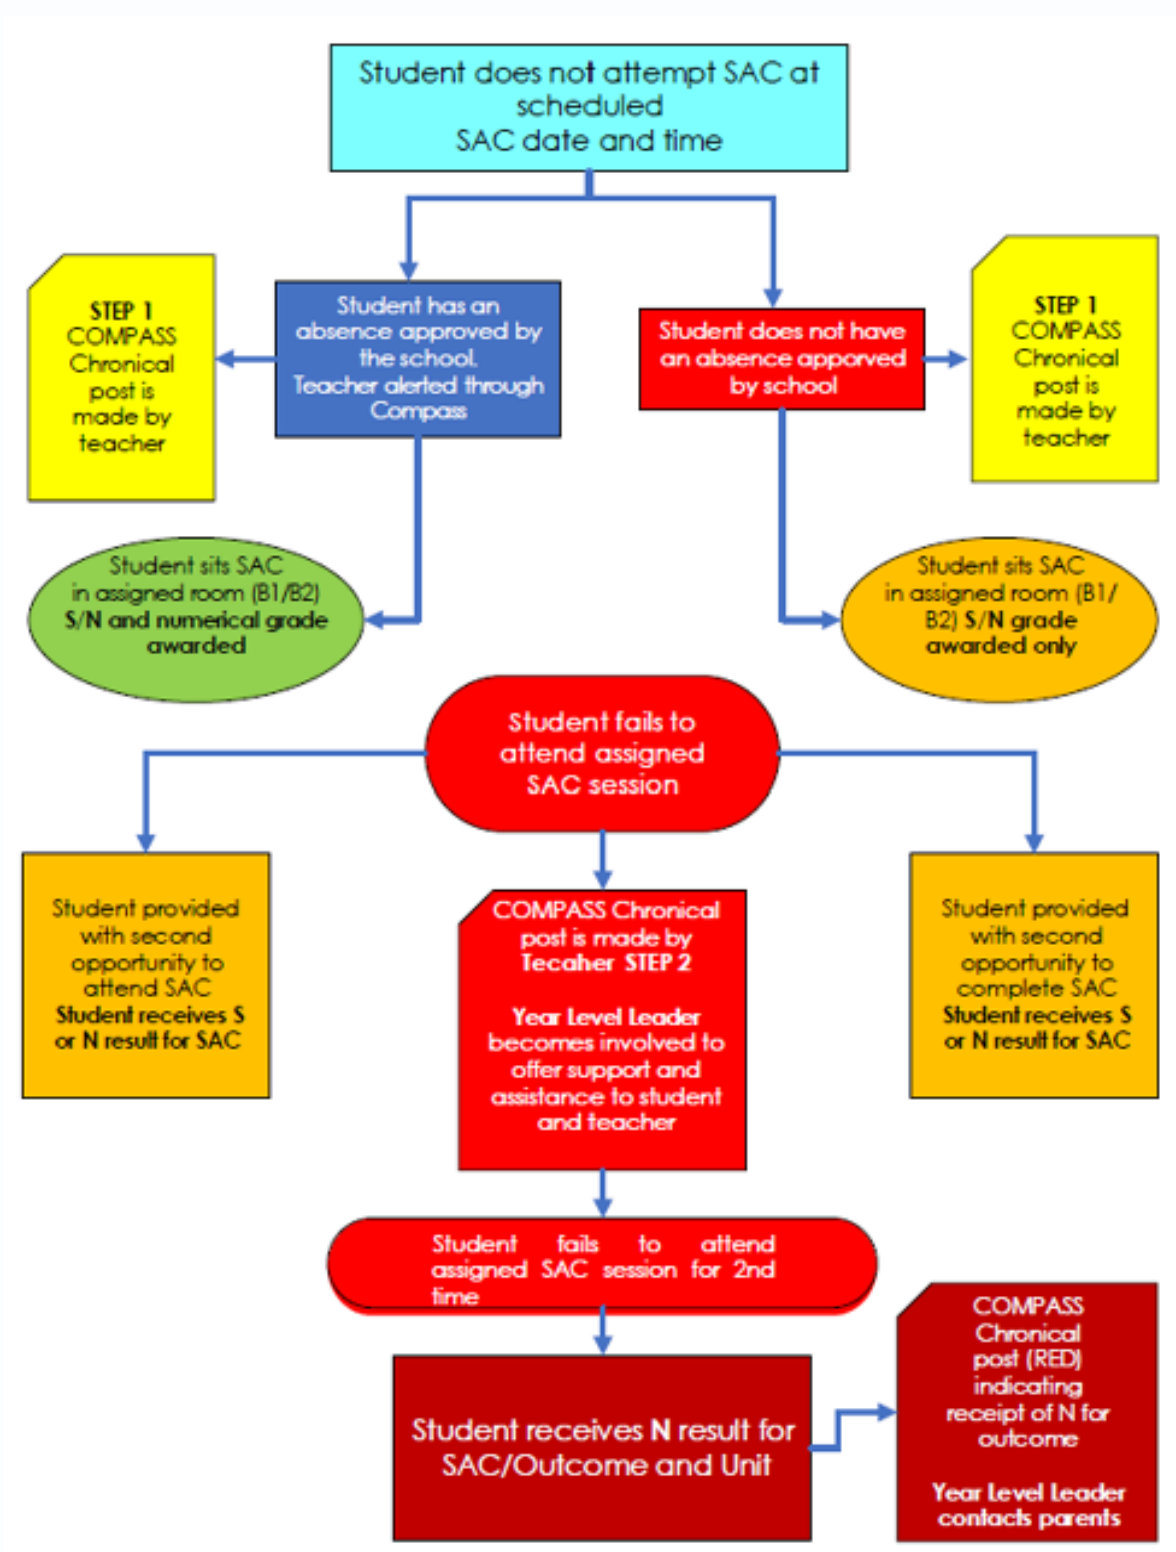 Student does not attempt SAC at
scheduled
SAC date and time
STEP 1
COMPASS
Chronical
post is
made by
teacher
Student has an
absence approved by
the school.
Teacher alerted through
Compass
Student does not have
an absence apporved
by school
STEP 1
COMPASS
Chronical
post is
made by
teacher
Student sits SAC
in assigned room (B1/B2)
S/N and numerical grade
awarded
Student sits SAC
in assigned room (B1/
B2) S/N grade
awarded only
Student fails to
attend assigned
SAC session
Student provided
with second
opportunity to
attend SAC
Student receives S
or N result for SAC
COMPASS Chronical
post is made by
Tecaher STEP 2
Year Level Leader
becomes involved to
offer support and
assistance to student
and teacher
Student provided
with second
opportunity to
complete SAC
Student receives S
or N result for SAC
Student fails to attend
assigned SAC session for 2nd
time
Student receives N result for
SAC/Outcome and Unit
COMPASS
Chronical
post (RED)
indicating
receipt of N for
outcome
Year Level Leader
contacts parents